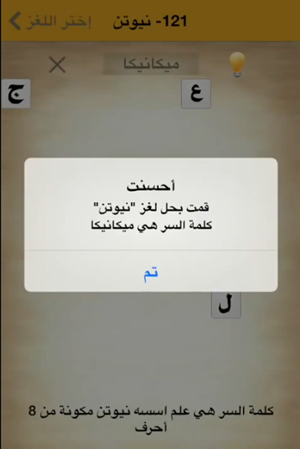 إختر اللغز
121- نيوتن
ميكانيكا
ج
ع
أحسنت
قمت بحل لغز "نيوتن"
كلمة السر هي ميكانيكا
تم
ل
كلمة السر هي علم اسسه نيوتن مكونة من 8
أحرف